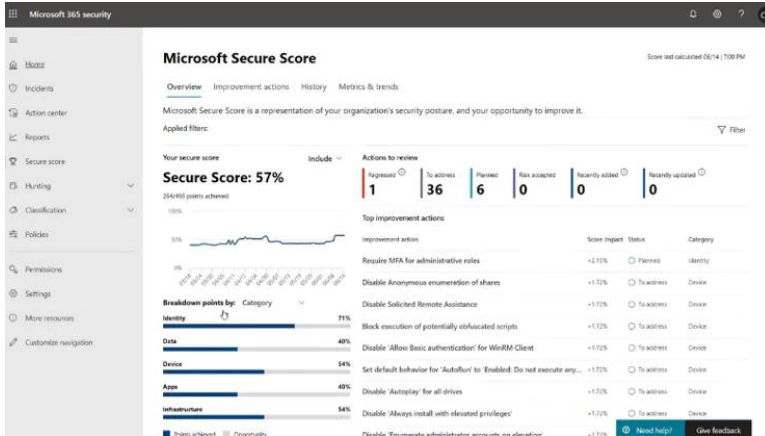 Microsoft 365 security
?
Home
Incidents
Action center
Reports
Secure score
Hunting
Classification
Policies
Permissions
Settings
More resources
Customize navigation
Microsoft Secure Score
Score last calculated 06/14 | 7:00 PM
Overview Improvement actions History Metrics & trends
Microsoft Secure Score is a representation of your organization's security posture, and your opportunity to improve it.
Applied filters:
Filter
Your secure score Include
Secure Score: 57%
264/466 points achieved
100%
50%
0%
Breakdown points by: Category
Identity 71%
Data 40%
Device 54%
Apps 40%
Infrastructure 54%
Points achieved Opportunity
Actions to review
Regressed To address Planned Risk accepted Recently added Recently updated
1 36 6 0 0 0
Top improvement actions
Improvement action Score impact Status Category
Require MFA for administrative roles +2.15% Planned Identity
Disable Anonymous enumeration of shares +1.72% To address Device
Disable Solicited Remote Assistance +1.72% To address Device
Block execution of potentially obfuscated scripts +1.72% To address Device
Disable 'Allow Basic authentication' for WinRM Client +1.72% To address Device
Set default behavior for 'AutoRun' to 'Enabled: Do not execute any... +1.72% To address Device
Disable 'Autoplay' for all drives +1.72% To address Device
Disable 'Always install with elevated privileges' +1.72% To address Device
Disable 'Enumerate administrator accounts on elevation' +1.72%
Need help? Give feedback